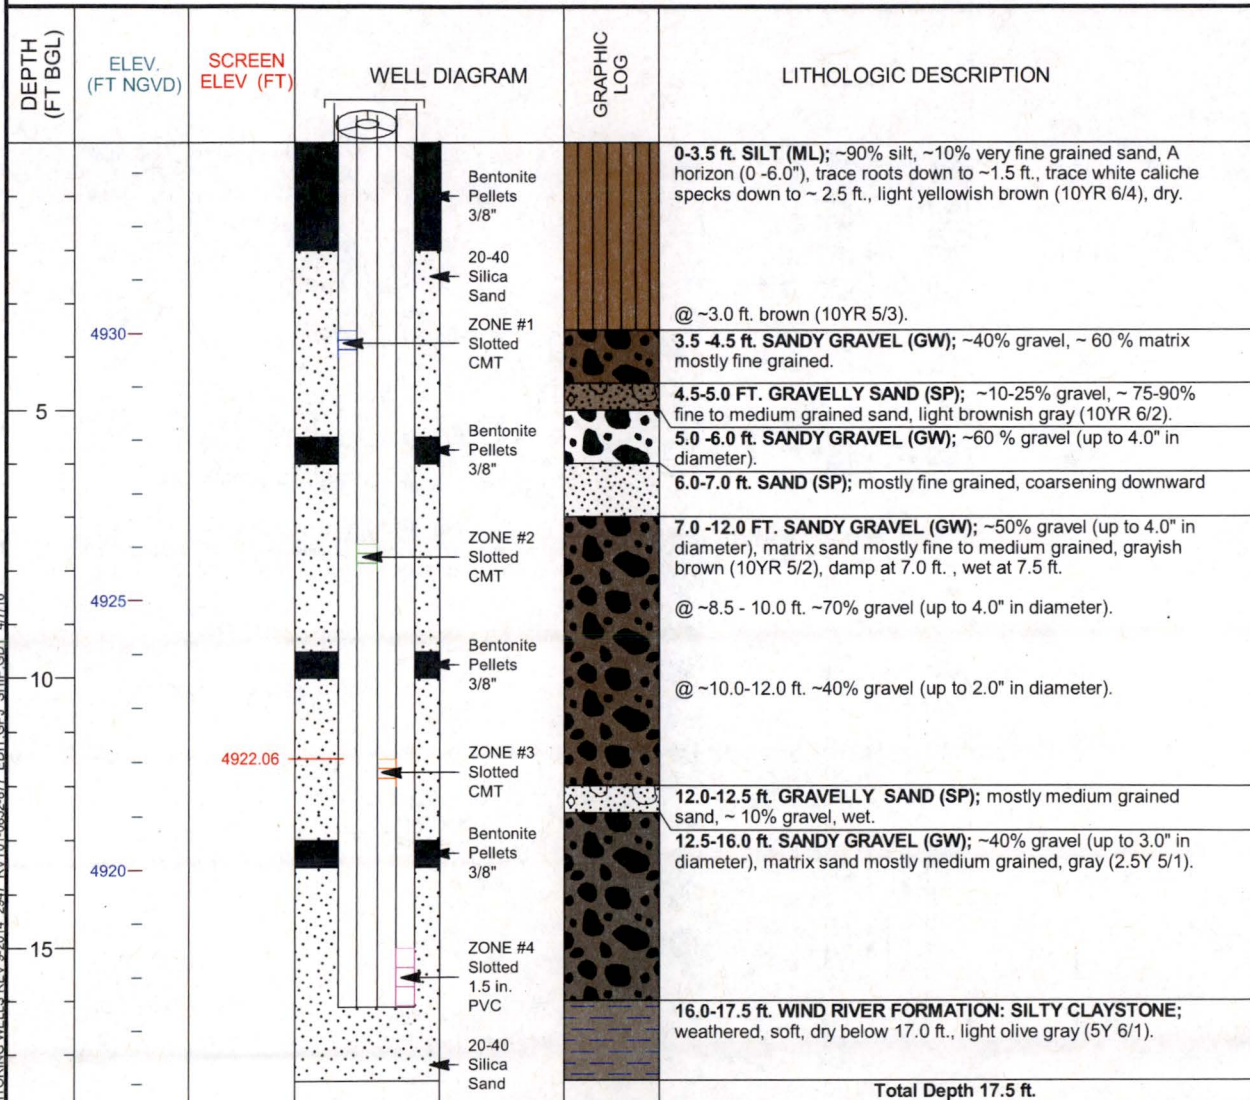 DEPTH
(FT BGL)
ELEV.
(FT NGVD)
SCREEN
ELEV (FT)
WELL DIAGRAM
GRAPHIC
LOG
LITHOLOGIC DESCRIPTION
Bentonite
Pellets
3/8"
20-40
Silica
Sand
ZONE #1
Slotted
CMT
Bentonite
Pellets
3/8"
ZONE #2
Slotted
CMT
Bentonite
Pellets
3/8"
ZONE #3
Slotted
CMT
Bentonite
Pellets
3/8"
ZONE #4
Slotted
1.5 in.
PVC
20-40
Silica
Sand
4930
5
4925
10
4922.06
4920
15
0-3.5 ft. SILT (ML); ~90% silt, ~10% very fine grained sand, A
horizon (0 -6.0"), trace roots down to ~1.5 ft., trace white caliche
specks down to ~ 2.5 ft., light yellowish brown (10YR 6/4), dry.
@ ~3.0 ft. brown (10YR 5/3).
3.5 -4.5 ft. SANDY GRAVEL (GW); ~40% gravel, ~ 60 % matrix
mostly fine grained.
4.5-5.0 FT. GRAVELLY SAND (SP); ~10-25% gravel, ~ 75-90%
fine to medium grained sand, light brownish gray (10YR 6/2).
5.0 -6.0 ft. SANDY GRAVEL (GW); ~60 % gravel (up to 4.0" in
diameter).
6.0-7.0 ft. SAND (SP); mostly fine grained, coarsening downward
7.0 -12.0 FT. SANDY GRAVEL (GW); ~50% gravel (up to 4.0" in
diameter), matrix sand mostly fine to medium grained, grayish
brown (10YR 5/2), damp at 7.0 ft. , wet at 7.5 ft.
@ ~8.5 - 10.0 ft. ~70% gravel (up to 4.0" in diameter).
@ ~10.0-12.0 ft. ~40% gravel (up to 2.0" in diameter).
12.0-12.5 ft. GRAVELLY SAND (SP); mostly medium grained
sand, ~ 10% gravel, wet.
12.5-16.0 ft. SANDY GRAVEL (GW); ~40% gravel (up to 3.0" in
diameter), matrix sand mostly medium grained, gray (2.5Y 5/1).
16.0-17.5 ft. WIND RIVER FORMATION: SILTY CLAYSTONE;
weathered, soft, dry below 17.0 ft., light olive gray (5Y 6/1).
Total Depth 17.5 ft.